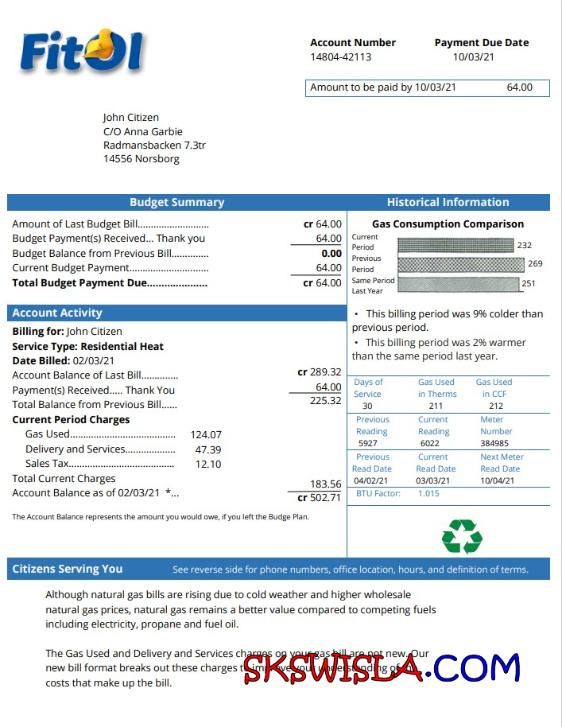 FitOl
Account Number Payment Due Date
14804-42113 10/03/21
Amount to be paid by 10/03/21 64.00
John Citizen
C/O Anna Garbie
Radmansbacken 7.3tr
14556 Norsborg
Budget Summary
Amount of Last Budget Bill........................... cr 64.00
Budget Payment(s) Received... Thank you 64.00
Budget Balance from Previous Bill............. 0.00
Current Budget Payment........................... 64.00
Total Budget Payment Due...................... cr 64.00
Account Activity
Billing for: John Citizen
Service Type: Residential Heat
Date Billed: 02/03/21
Account Balance of Last Bill.............. cr 289.32
Payment(s) Received..... Thank You 64.00
Total Balance from Previous Bill...... 225.32
Current Period Charges
Gas Used........................................ 124.07
Delivery and Services..................... 47.39
Sales Tax......................................... 12.10
Total Current Charges 183.56
Account Balance as of 02/03/21 *... cr 502.71
The Account Balance represents the amount you would owe, if you left the Budge Plan.
Historical Information
Gas Consumption Comparison
Current
Period 232
Previous
Period 269
Same Period
Last Year 251
• This billing period was 9% colder than
previous period.
• This billing period was 2% warmer
than the same period last year.
Days of Gas Used Gas Used
Service in Therms in CCF
30 211 212
Previous Current Meter
Reading Reading Number
5927 6022 384985
Previous Current Next Meter
Read Date Read Date Read Date
04/02/21 03/03/21 10/04/21
BTU Factor: 1.015
Citizens Serving You See reverse side for phone numbers, office location, hours, and definition of terms.
Although natural gas bills are rising due to cold weather and higher wholesale
natural gas prices, natural gas remains a better value compared to competing fuels
including electricity, propane and fuel oil.
The Gas Used and Delivery and Services charges on your gas bill are not new. Our
new bill format breaks out these charges to improve your understanding of the
costs that make up the bill.
SKSWISLA.COM